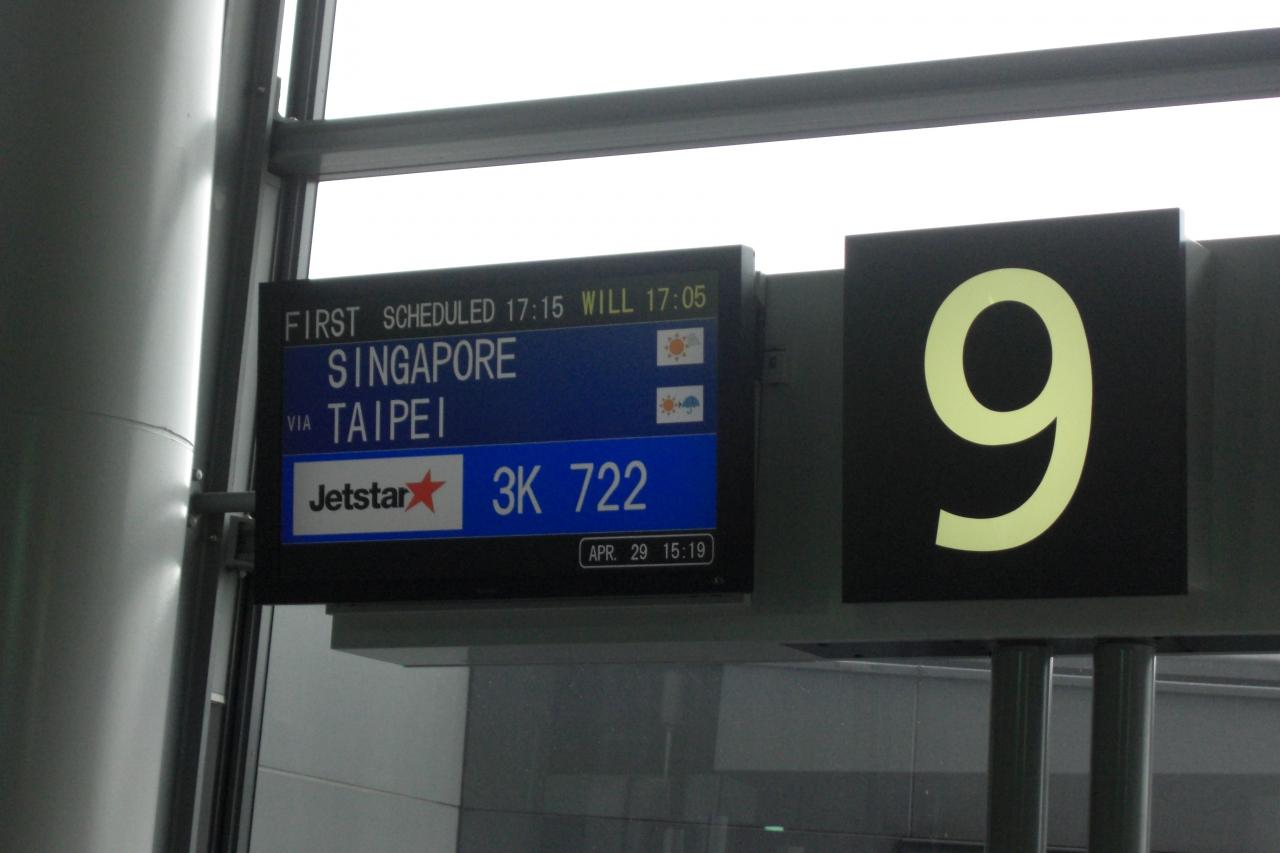 FIRST SCHEDULED 17:15 WILL 17:05
SINGAPORE
VIA TAIPEI
Jetstar 3K 722
APR. 29 15:19
9